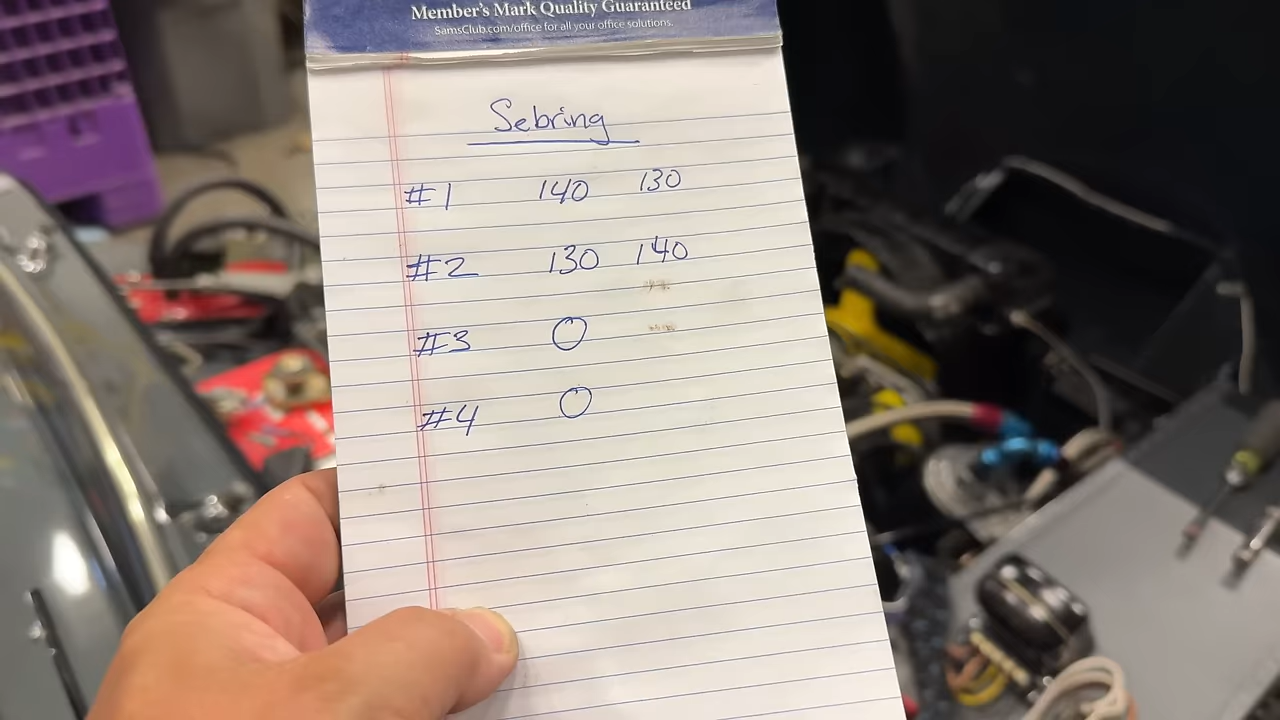 Member's Mark Quality Guaranteed
SamsClub.com/office for all your office solutions.
Sebring
#1 140 130
#2 130 140
#3 0
#4 0